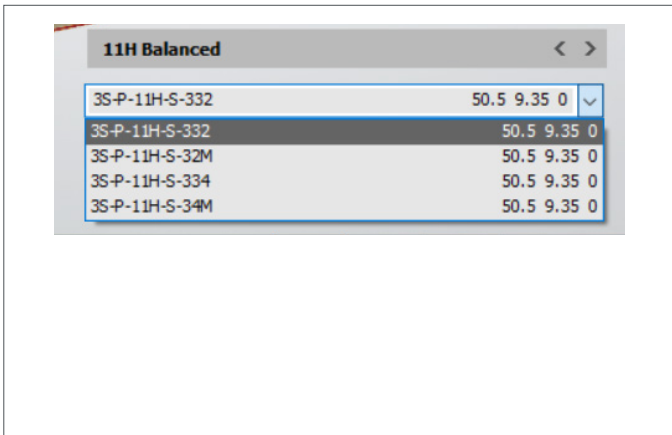 11H Balanced < >
3S-P-11H-S-332 50.5 9.35 0
3S-P-11H-S-332 50.5 9.35 0
3S-P-11H-S-32M 50.5 9.35 0
3S-P-11H-S-334 50.5 9.35 0
3S-P-11H-S-34M 50.5 9.35 0